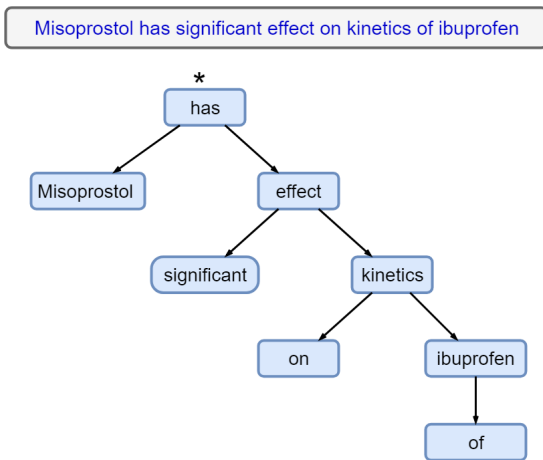 Misoprostol has significant effect on kinetics of ibuprofen
*
has
Misoprostol
effect
significant
kinetics
on
ibuprofen
of